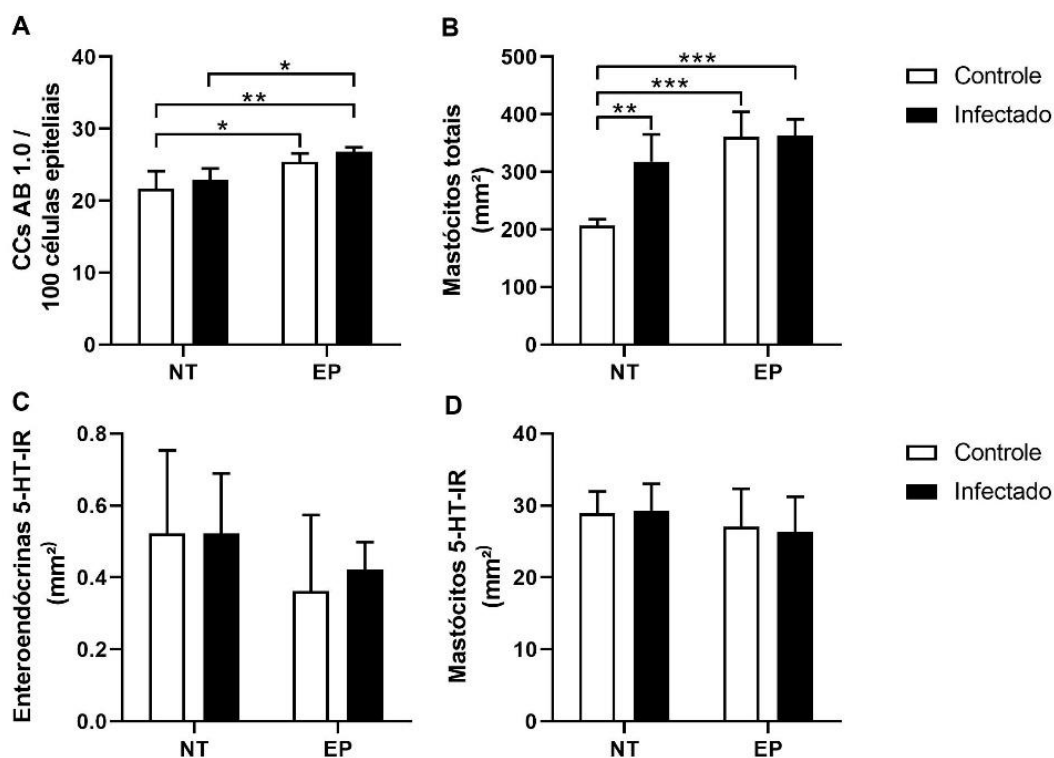 A
CCs AB 1.0 /
100 células epiteliais
40
30
20
10
0
*
**
*
NT
EP
B
Mastócitos totais
(mm²)
500
400
300
200
100
0
***
***
**
NT
EP
Controle
Infectado
C
Enteroendócrinas 5-HT-IR
(mm²)
0.8
0.6
0.4
0.2
0.0
NT
EP
D
Mastócitos 5-HT-IR
(mm²)
40
30
20
10
0
NT
EP
Controle
Infectado